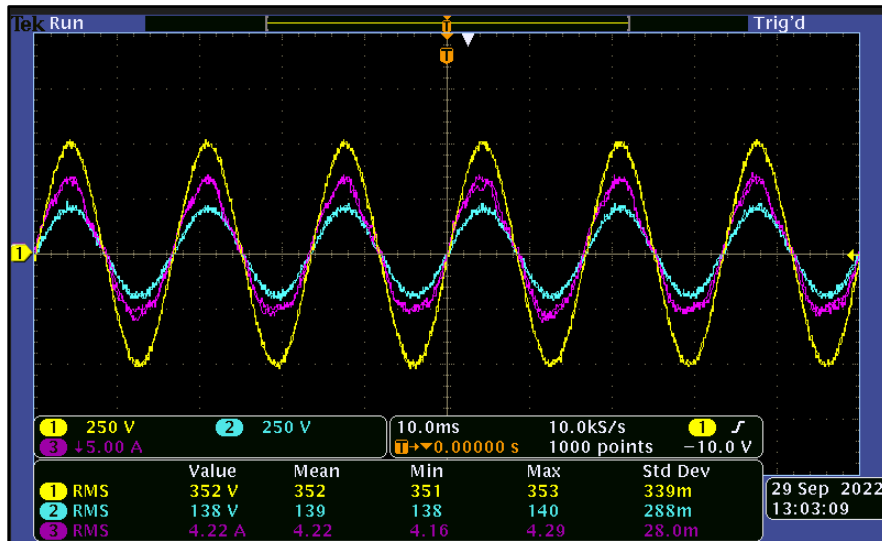 Tek Run Trig'd
T
T
1
1 250 V 2 250 V
3 ↓5.00 A
10.0ms 10.0kS/s 1 ʃ
T→▼0.00000 s 1000 points −10.0 V
Value Mean Min Max Std Dev
1 RMS 352 V 352 351 353 339m
2 RMS 138 V 139 138 140 288m
3 RMS 4.22 A 4.22 4.16 4.29 28.0m
29 Sep 2022
13:03:09